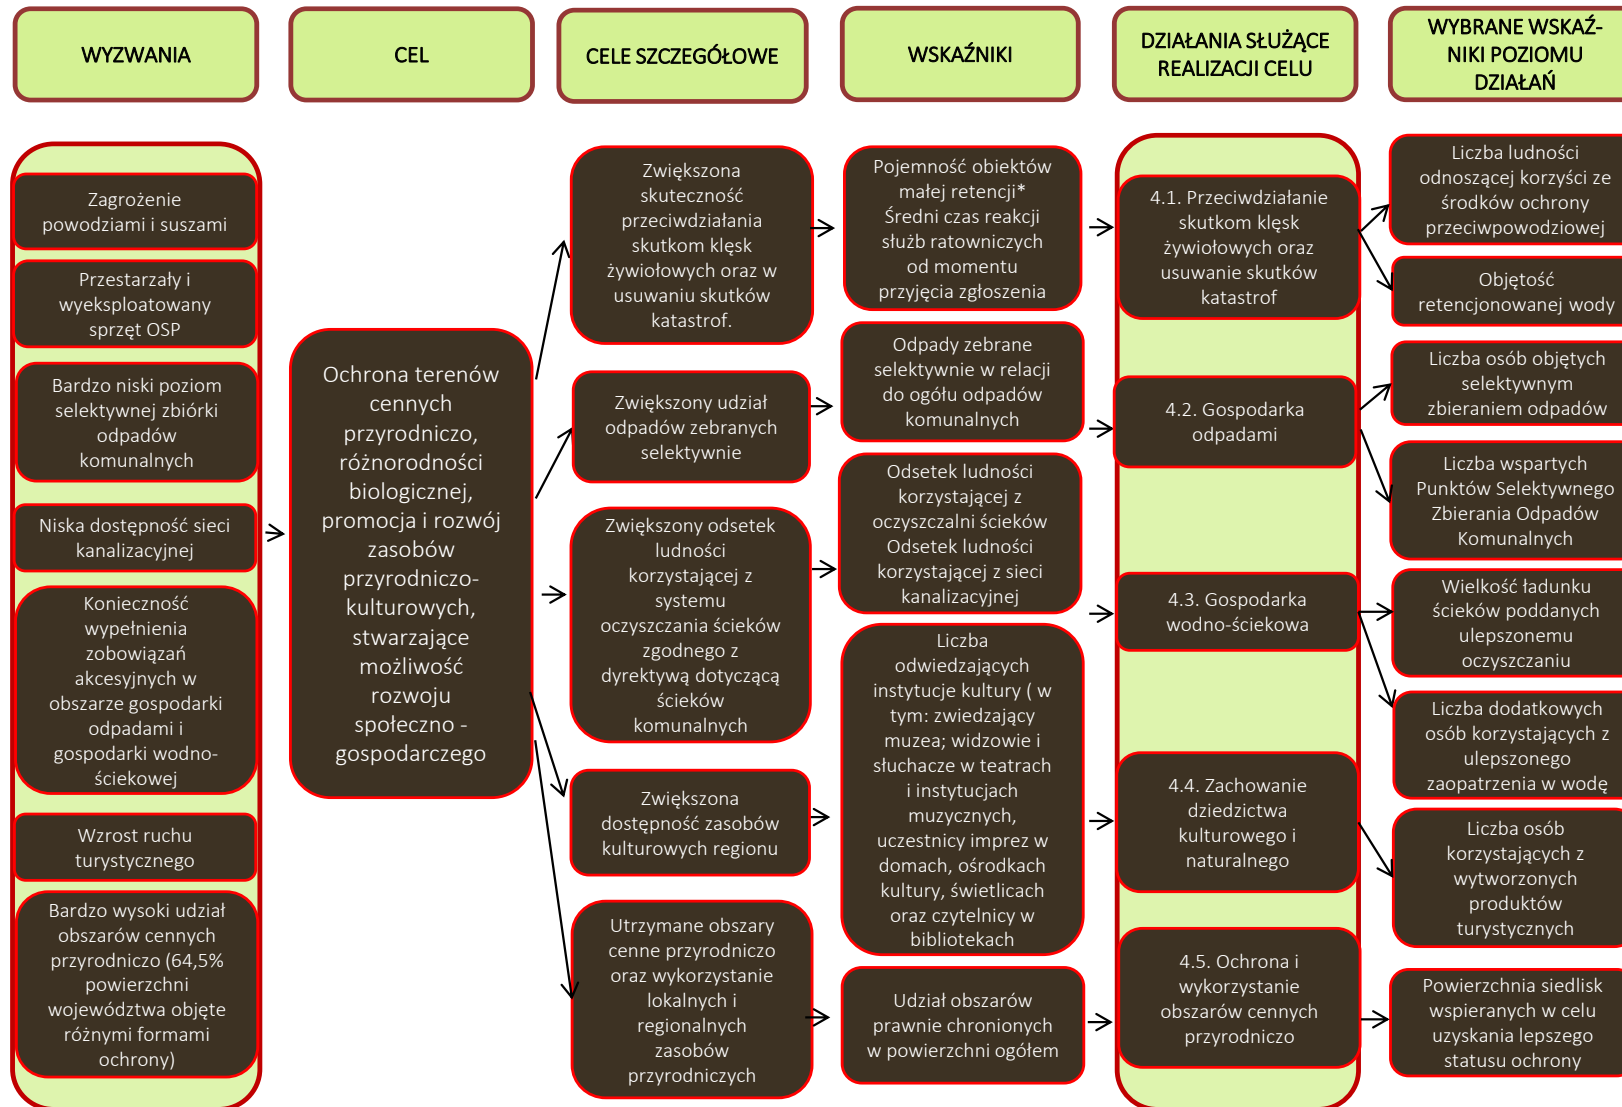 WYZWANIA
CEL
CELE SZCZEGÓŁOWE
WSKAŹNIKI
DZIAŁANIA SŁUŻĄCE
REALIZACJI CELU
WYBRANE WSKAŹ-
NIKI POZIOMU
DZIAŁAŃ
Zagrożenie
powodziami i suszami
Przestarzały i
wyeksploatowany
sprzęt OSP
Bardzo niski poziom
selektywnej zbiórki
odpadów
komunalnych
Niska dostępność sieci
kanalizacyjnej
Konieczność
wypełnienia
zobowiązań
akcesyjnych w
obszarze gospodarki
odpadami i
gospodarki wodno-
ściekowej
Wzrost ruchu
turystycznego
Bardzo wysoki udział
obszarów cennych
przyrodniczo (64,5%
powierzchni
województwa objęte
różnymi formami
ochrony)
Ochrona terenów
cennych
przyrodniczo,
różnorodności
biologicznej,
promocja i rozwój
zasobów
przyrodniczo-
kulturowych,
stwarzające
możliwość
rozwoju
społeczno -
gospodarczego
Zwiększona
skuteczność
przeciwdziałania
skutkom klęsk
żywiołowych oraz w
usuwaniu skutków
katastrof.
Zwiększony udział
odpadów zebranych
selektywnie
Zwiększony odsetek
ludności
korzystającej z
systemu
oczyszczania ścieków
zgodnego z
dyrektywą dotyczącą
ścieków
komunalnych
Zwiększona
dostępność zasobów
kulturowych regionu
Utrzymane obszary
cenne przyrodniczo
oraz wykorzystanie
lokalnych i
regionalnych
zasobów
przyrodniczych
Pojemność obiektów
małej retencji*
Średni czas reakcji
służb ratowniczych
od momentu
przyjęcia zgłoszenia
Odpady zebrane
selektywnie w relacji
do ogółu odpadów
komunalnych
Odsetek ludności
korzystającej z
oczyszczalni ścieków
Odsetek ludności
korzystającej z sieci
kanalizacyjnej
Liczba
odwiedzających
instytucje kultury ( w
tym: zwiedzający
muzea; widzowie i
słuchacze w teatrach
i instytucjach
muzycznych,
uczestnicy imprez w
domach, ośrodkach
kultury, świetlicach
oraz czytelnicy w
bibliotekach
Udział obszarów
prawnie chronionych
w powierzchni ogółem
4.1. Przeciwdziałanie
skutkom klęsk
żywiołowych oraz
usuwanie skutków
katastrof
4.2. Gospodarka
odpadami
4.3. Gospodarka
wodno-ściekowa
4.4. Zachowanie
dziedzictwa
kulturowego i
naturalnego
4.5. Ochrona i
wykorzystanie
obszarów cennych
przyrodniczo
Liczba ludności
odnoszącej korzyści ze
środków ochrony
przeciwpowodziowej
Objętość
retencjonowanej wody
Liczba osób objętych
selektywnym
zbieraniem odpadów
Liczba wspartych
Punktów Selektywnego
Zbierania Odpadów
Komunalnych
Wielkość ładunku
ścieków poddanych
ulepszonemu
oczyszczaniu
Liczba dodatkowych
osób korzystających z
ulepszonego
zaopatrzenia w wodę
Liczba osób
korzystających z
wytworzonych
produktów
turystycznych
Powierzchnia siedlisk
wspieranych w celu
uzyskania lepszego
statusu ochrony